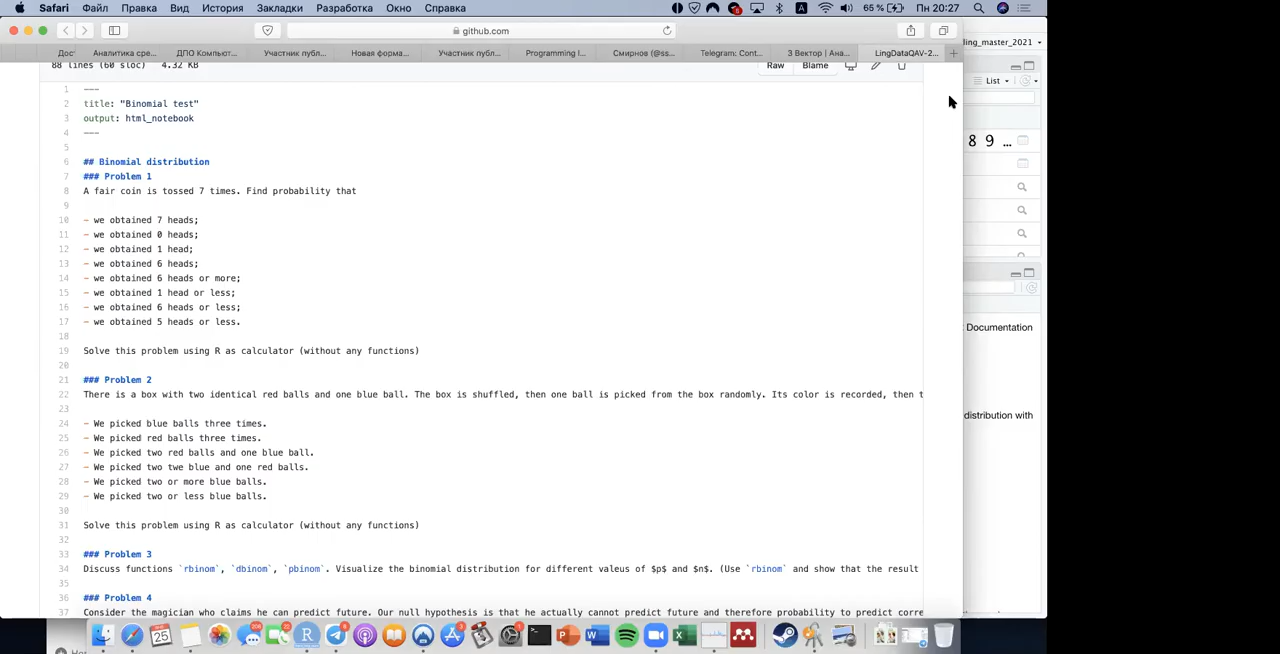 Safari Файл Правка Вид История Закладки Разработка Окно Справка 65 % Пн 20:27
github.com
ling_master_2021
Дос Аналитика сре... ДПО Компьют... Участник публ... Новая форма... Участник публ... Programming l... Смирнов (@ss... Telegram: Cont... 3 Вектор | Ана... LingDataQAV-2...
88 lines (60 sloc) 4.32 KB Raw Blame
List
1 ---
2 title: "Binomial test"
3 output: html_notebook
4 ---
5
6 ## Binomial distribution
7 ### Problem 1
8 A fair coin is tossed 7 times. Find probability that
9
10 - we obtained 7 heads;
11 - we obtained 0 heads;
12 - we obtained 1 head;
13 - we obtained 6 heads;
14 - we obtained 6 heads or more;
15 - we obtained 1 head or less;
16 - we obtained 6 heads or less;
17 - we obtained 5 heads or less.
18
19 Solve this problem using R as calculator (without any functions)
20
21 ### Problem 2
22 There is a box with two identical red balls and one blue ball. The box is shuffled, then one ball is picked from the box randomly. Its color is recorded, then t
23
24 - We picked blue balls three times.
25 - We picked red balls three times.
26 - We picked two red balls and one blue ball.
27 - We picked two twe blue and one red balls.
28 - We picked two or more blue balls.
29 - We picked two or less blue balls.
30
31 Solve this problem using R as calculator (without any functions)
32
33 ### Problem 3
34 Discuss functions `rbinom`, `dbinom`, `pbinom`. Visualize the binomial distribution for different valeus of $p$ and $n$. (Use `rbinom` and show that the result
35
36 ### Problem 4
37 Consider the magician who claims he can predict future. Our null hypothesis is that he actually cannot predict future and therefore probability to predict corre
8 9 ...
Documentation
distribution with
25